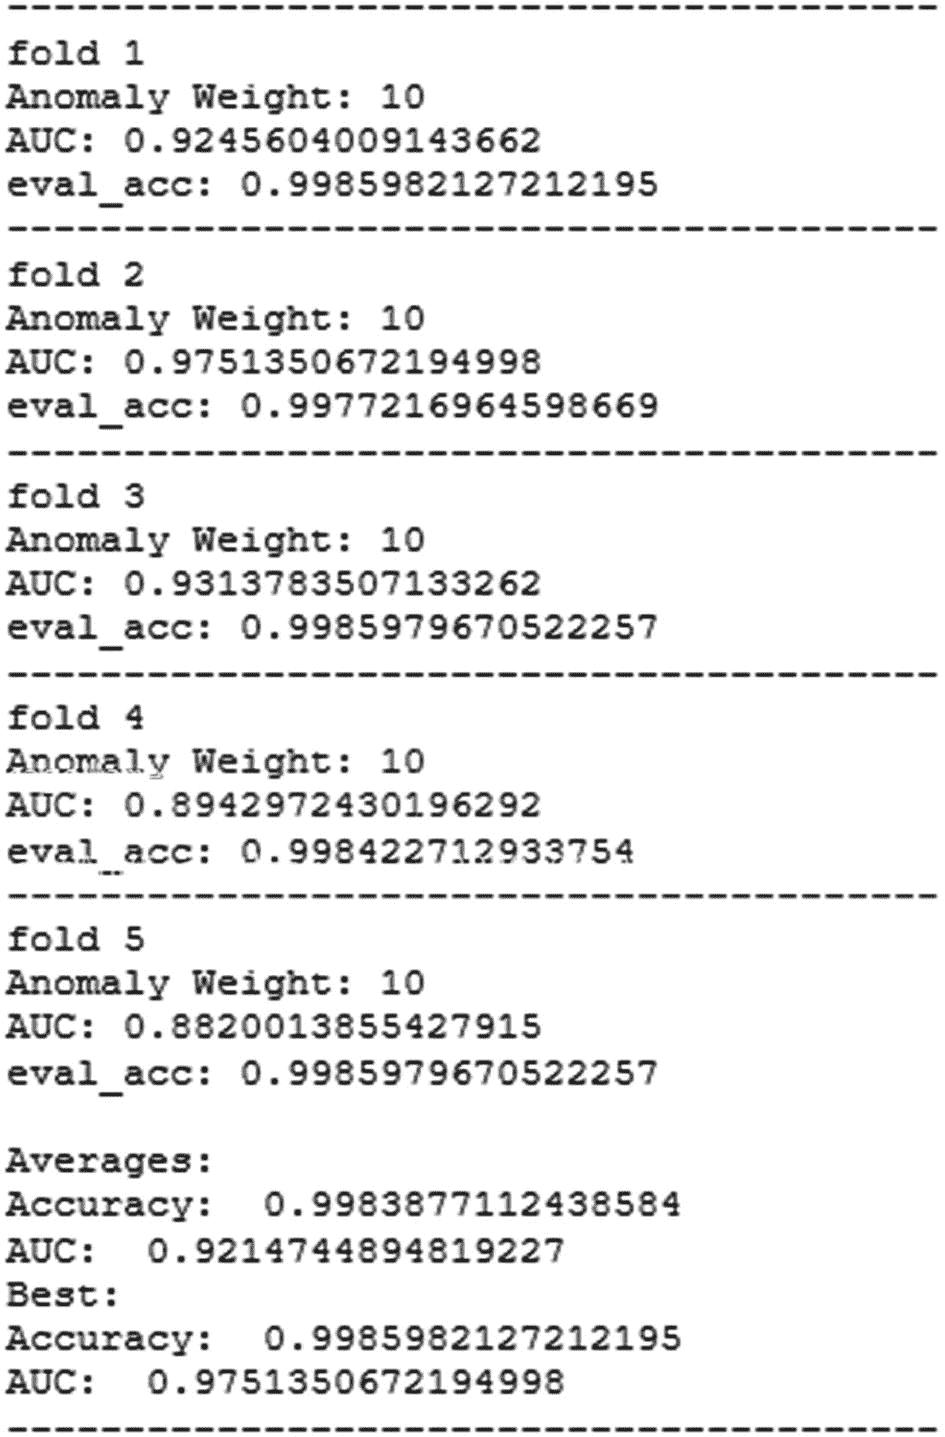 ----------------------------------------
fold 1
Anomaly Weight: 10
AUC: 0.9245604009143662
eval_acc: 0.9985982127212195
----------------------------------------
fold 2
Anomaly Weight: 10
AUC: 0.9751350672194998
eval_acc: 0.9977216964598669
----------------------------------------
fold 3
Anomaly Weight: 10
AUC: 0.9313783507133262
eval_acc: 0.9985979670522257
----------------------------------------
fold 4
Anomaly Weight: 10
AUC: 0.8942972430196292
eval_acc: 0.998422712933754
----------------------------------------
fold 5
Anomaly Weight: 10
AUC: 0.8820013855427915
eval_acc: 0.9985979670522257

Averages:
Accuracy:  0.9983877112438584
AUC:  0.9214744894819227
Best:
Accuracy:  0.9985982127212195
AUC:  0.9751350672194998
----------------------------------------